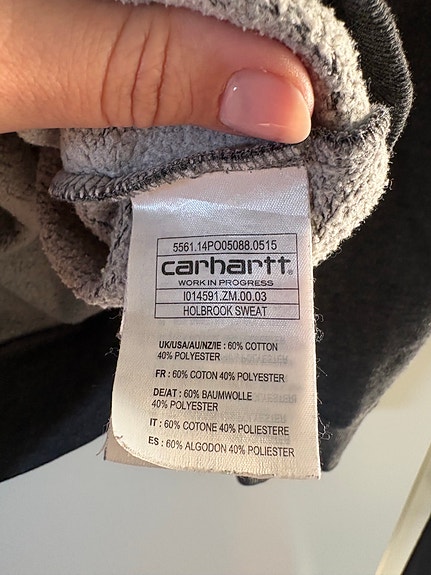 5561.14PO05088.0515
carhartt.
WORK IN PROGRESS
I014591.ZM.00.03
HOLBROOK SWEAT
UK/USA/AU/NZ/IE : 60% COTTON
40% POLYESTER
FR : 60% COTON 40% POLYESTER
DE/AT : 60% BAUMWOLLE
40% POLYESTER
IT : 60% COTONE 40% POLIESTERE
ES : 60% ALGODON 40% POLIESTER